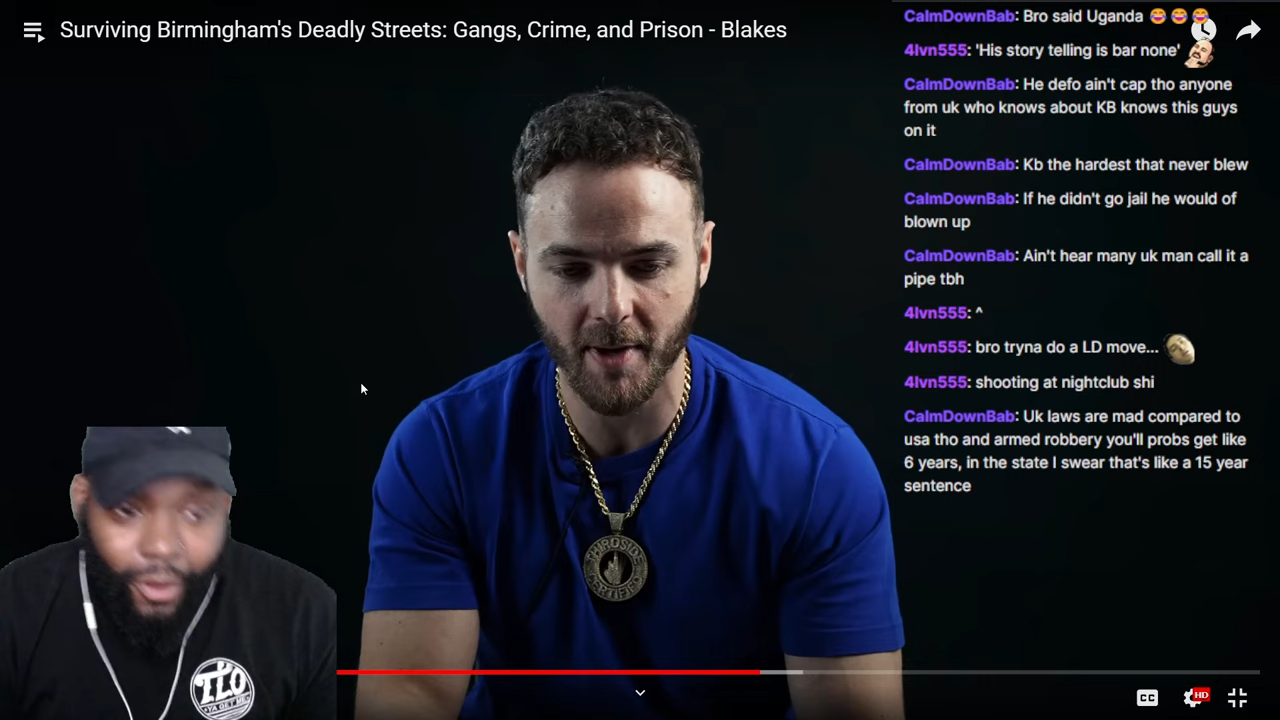 Surviving Birmingham's Deadly Streets: Gangs, Crime, and Prison - Blakes
CalmDownBab: Bro said Uganda 😂 😂 😂
4lvn555: 'His story telling is bar none'
CalmDownBab: He defo ain't cap tho anyone
from uk who knows about KB knows this guys
on it
CalmDownBab: Kb the hardest that never blew
CalmDownBab: If he didn't go jail he would of
blown up
CalmDownBab: Ain't hear many uk man call it a
pipe tbh
4lvn555: ^
4lvn555: bro tryna do a LD move...
4lvn555: shooting at nightclub shi
CalmDownBab: Uk laws are mad compared to
usa tho and armed robbery you'll probs get like
6 years, in the state I swear that's like a 15 year
sentence
THIRDSIDE
CERTIFIED
TLO
YA GET ME
CC
HD